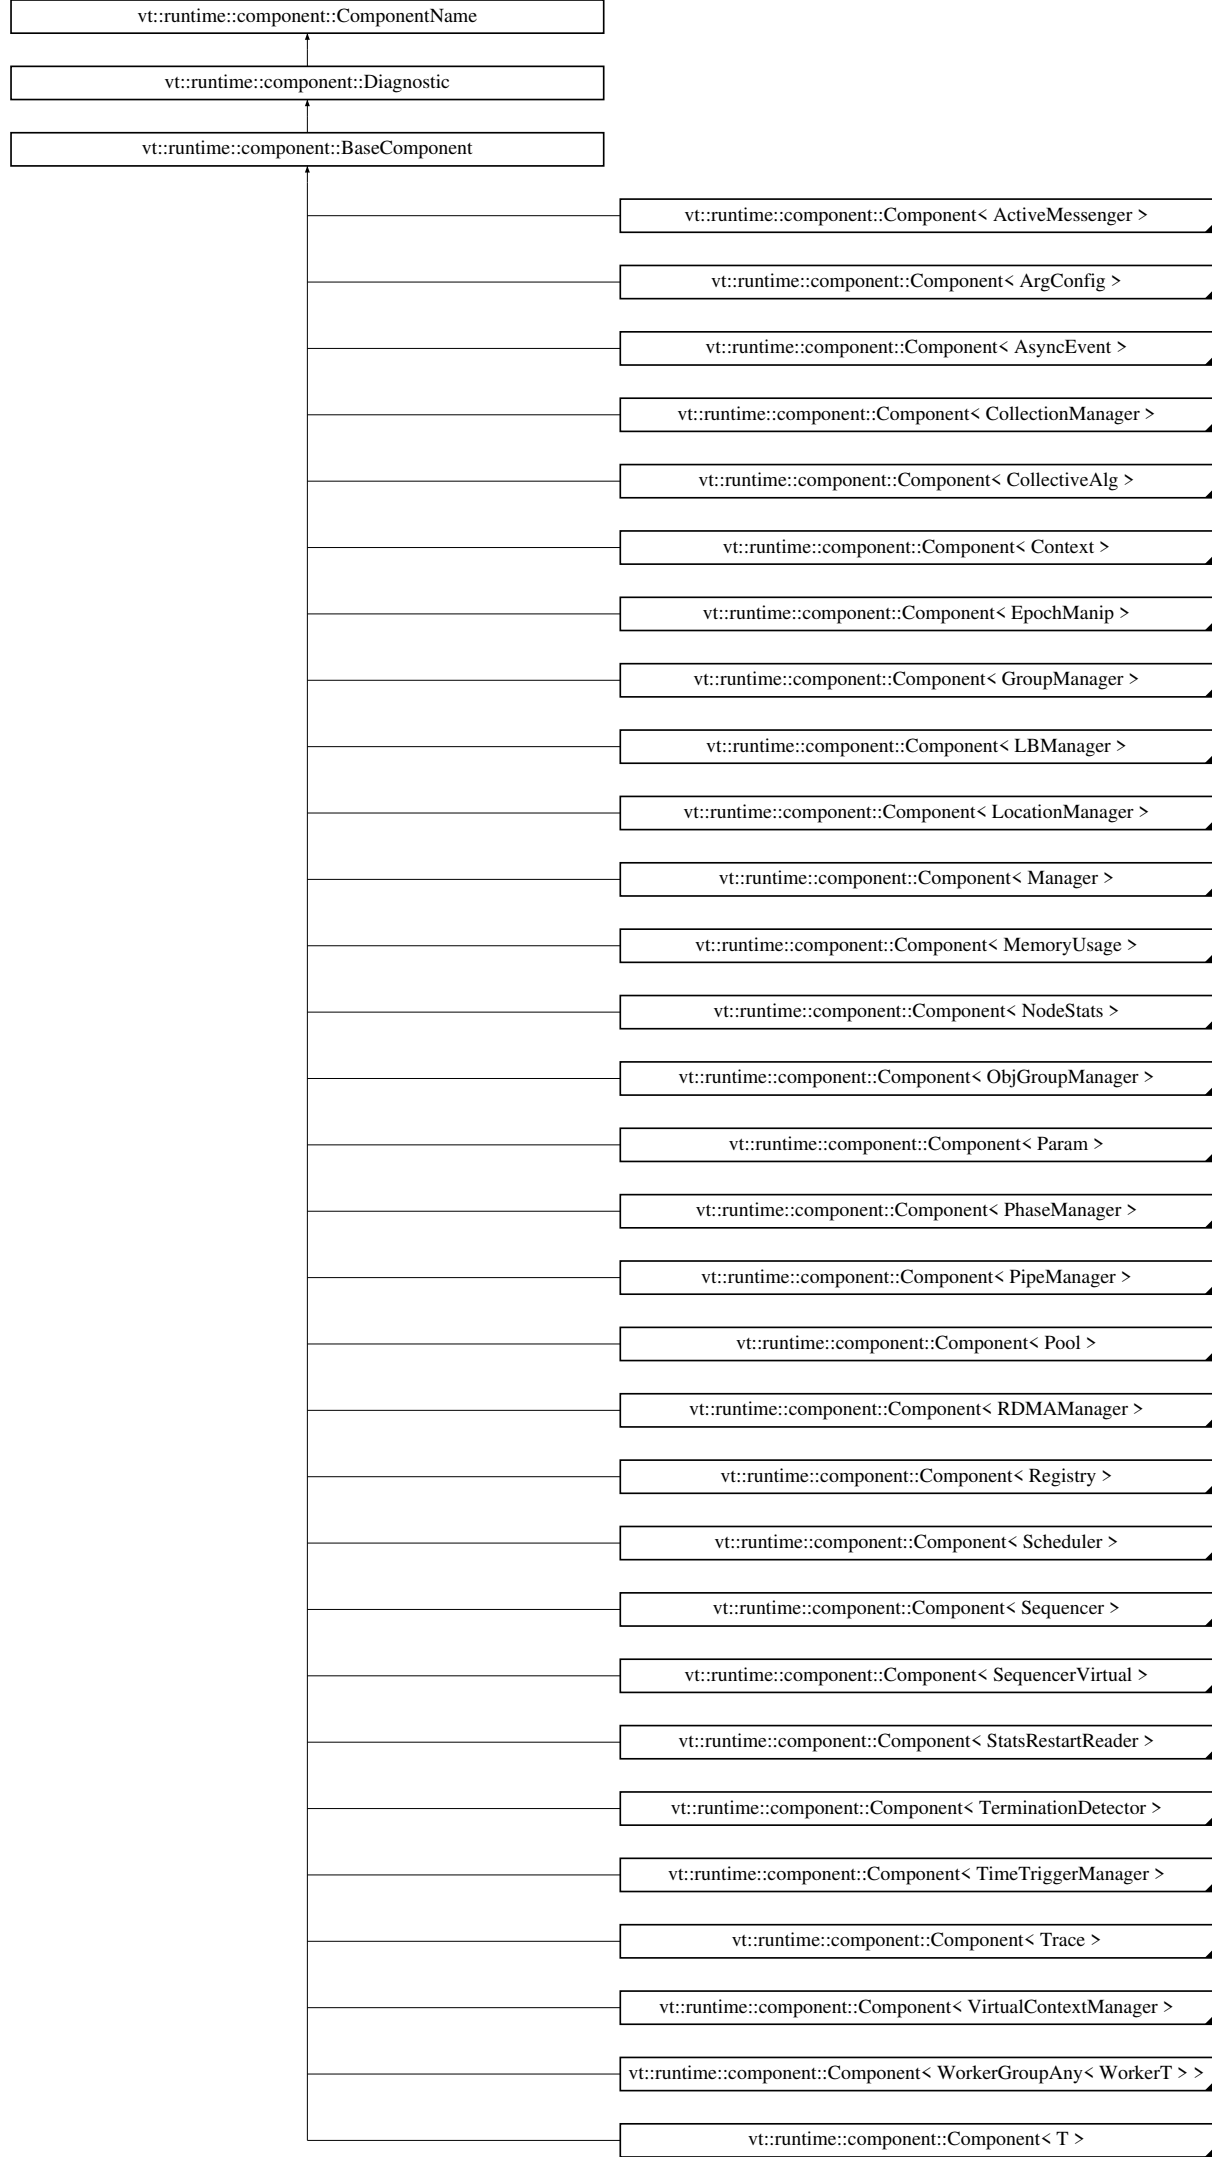 vt::runtime::component::ComponentName
vt::runtime::component::Diagnostic
vt::runtime::component::BaseComponent
vt::runtime::component::Component< ActiveMessenger >
vt::runtime::component::Component< ArgConfig >
vt::runtime::component::Component< AsyncEvent >
vt::runtime::component::Component< CollectionManager >
vt::runtime::component::Component< CollectiveAlg >
vt::runtime::component::Component< Context >
vt::runtime::component::Component< EpochManip >
vt::runtime::component::Component< GroupManager >
vt::runtime::component::Component< LBManager >
vt::runtime::component::Component< LocationManager >
vt::runtime::component::Component< Manager >
vt::runtime::component::Component< MemoryUsage >
vt::runtime::component::Component< NodeStats >
vt::runtime::component::Component< ObjGroupManager >
vt::runtime::component::Component< Param >
vt::runtime::component::Component< PhaseManager >
vt::runtime::component::Component< PipeManager >
vt::runtime::component::Component< Pool >
vt::runtime::component::Component< RDMAManager >
vt::runtime::component::Component< Registry >
vt::runtime::component::Component< Scheduler >
vt::runtime::component::Component< Sequencer >
vt::runtime::component::Component< SequencerVirtual >
vt::runtime::component::Component< StatsRestartReader >
vt::runtime::component::Component< TerminationDetector >
vt::runtime::component::Component< TimeTriggerManager >
vt::runtime::component::Component< Trace >
vt::runtime::component::Component< VirtualContextManager >
vt::runtime::component::Component< WorkerGroupAny< WorkerT > >
vt::runtime::component::Component< T >